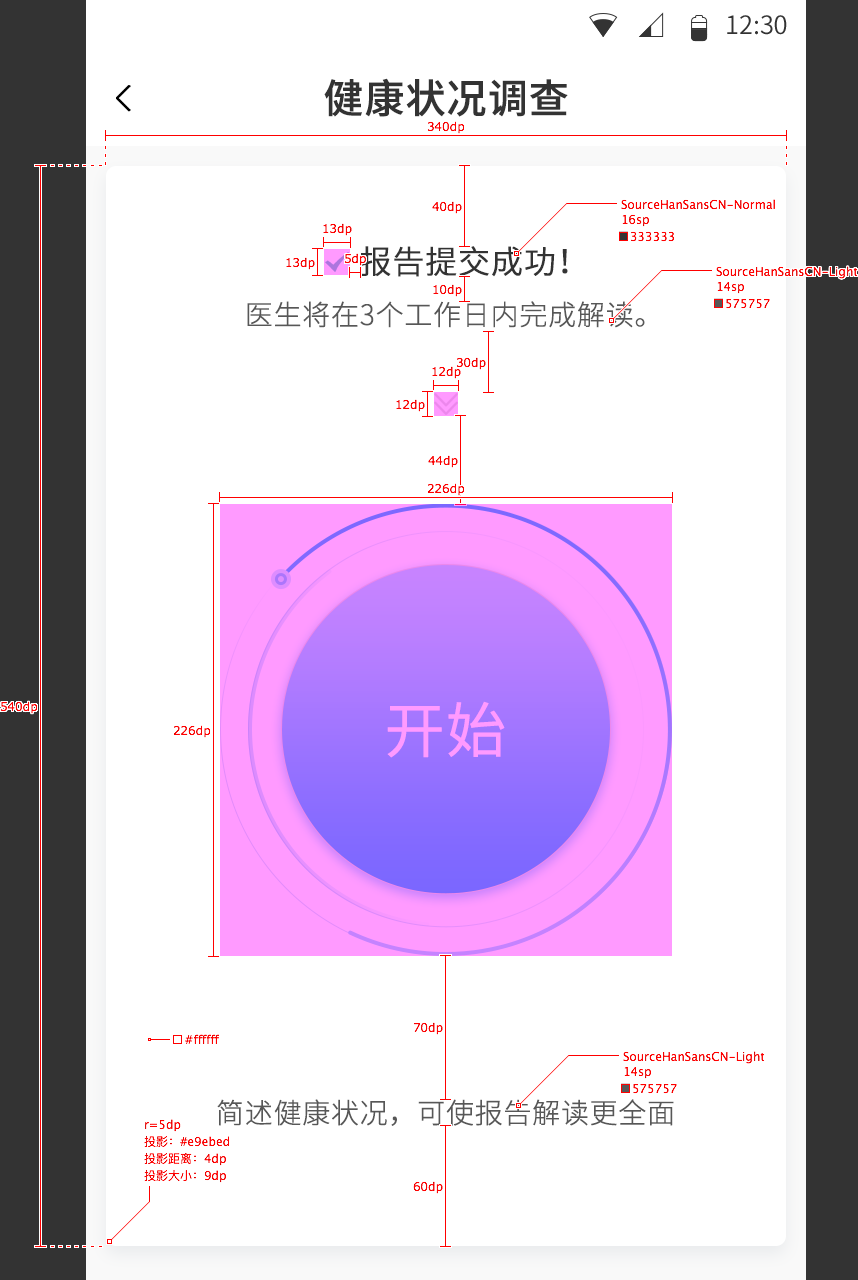 12:30
健康状况调查
340dp
40dp
SourceHanSansCN-Normal
16sp
333333
13dp
13dp
5dp
报告提交成功!
SourceHanSansCN-Light
14sp
575757
10dp
医生将在3个工作日内完成解读。
30dp
12dp
12dp
44dp
226dp
540dp
226dp
开始
70dp
#ffffff
SourceHanSansCN-Light
14sp
575757
简述健康状况，可使报告解读更全面
r=5dp
投影：#e9ebed
投影距离：4dp
投影大小：9dp
60dp